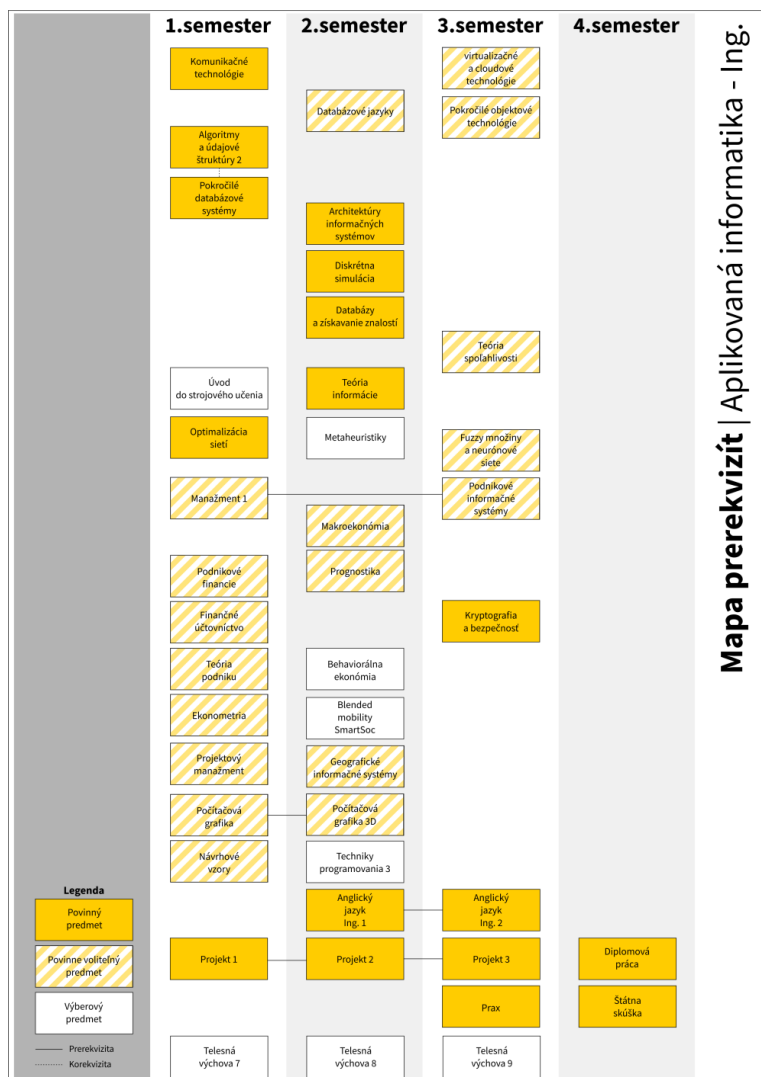 1.semester
2.semester
3.semester
4.semester
Mapa prerekvizít | Aplikovaná informatika - Ing.
Komunikačné
technológie
Algoritmy
a údajové
štruktúry 2
Pokročilé
databázové
systémy
Úvod
do strojového učenia
Optimalizácia
sietí
Manažment 1
Podnikové
financie
Finančné
účtovníctvo
Teória
podniku
Ekonometria
Projektový
manažment
Počítačová
grafika
Návrhové
vzory
Projekt 1
Telesná
výchova 7
Databázové jazyky
Architektúry
informačných
systémov
Diskrétna
simulácia
Databázy
a získavanie znalostí
Teória
informácie
Metaheuristiky
Makroekonómia
Prognostika
Behaviorálna
ekonómia
Blended
mobility
SmartSoc
Geografické
informačné systémy
Počítačová
grafika 3D
Techniky
programovania 3
Anglický
jazyk
Ing. 1
Projekt 2
Telesná
výchova 8
virtualizačné
a cloudové
technológie
Pokročilé objektové
technológie
Teória
spoľahlivosti
Fuzzy množiny
a neurónové
siete
Podnikové
informačné
systémy
Kryptografia
a bezpečnosť
Anglický
jazyk
Ing. 2
Projekt 3
Prax
Telesná
výchova 9
Diplomová
práca
Štátna
skúška
Legenda
Povinný
predmet
Povinne voliteľný
predmet
Výberový
predmet
Prerekvizita
Korekvizita